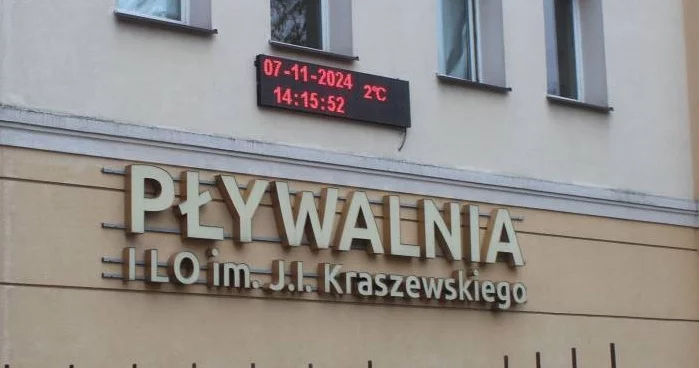 07-11-2024 2°C
14:15:52
PŁYWALNIA
I LO im. J.I. Kraszewskiego